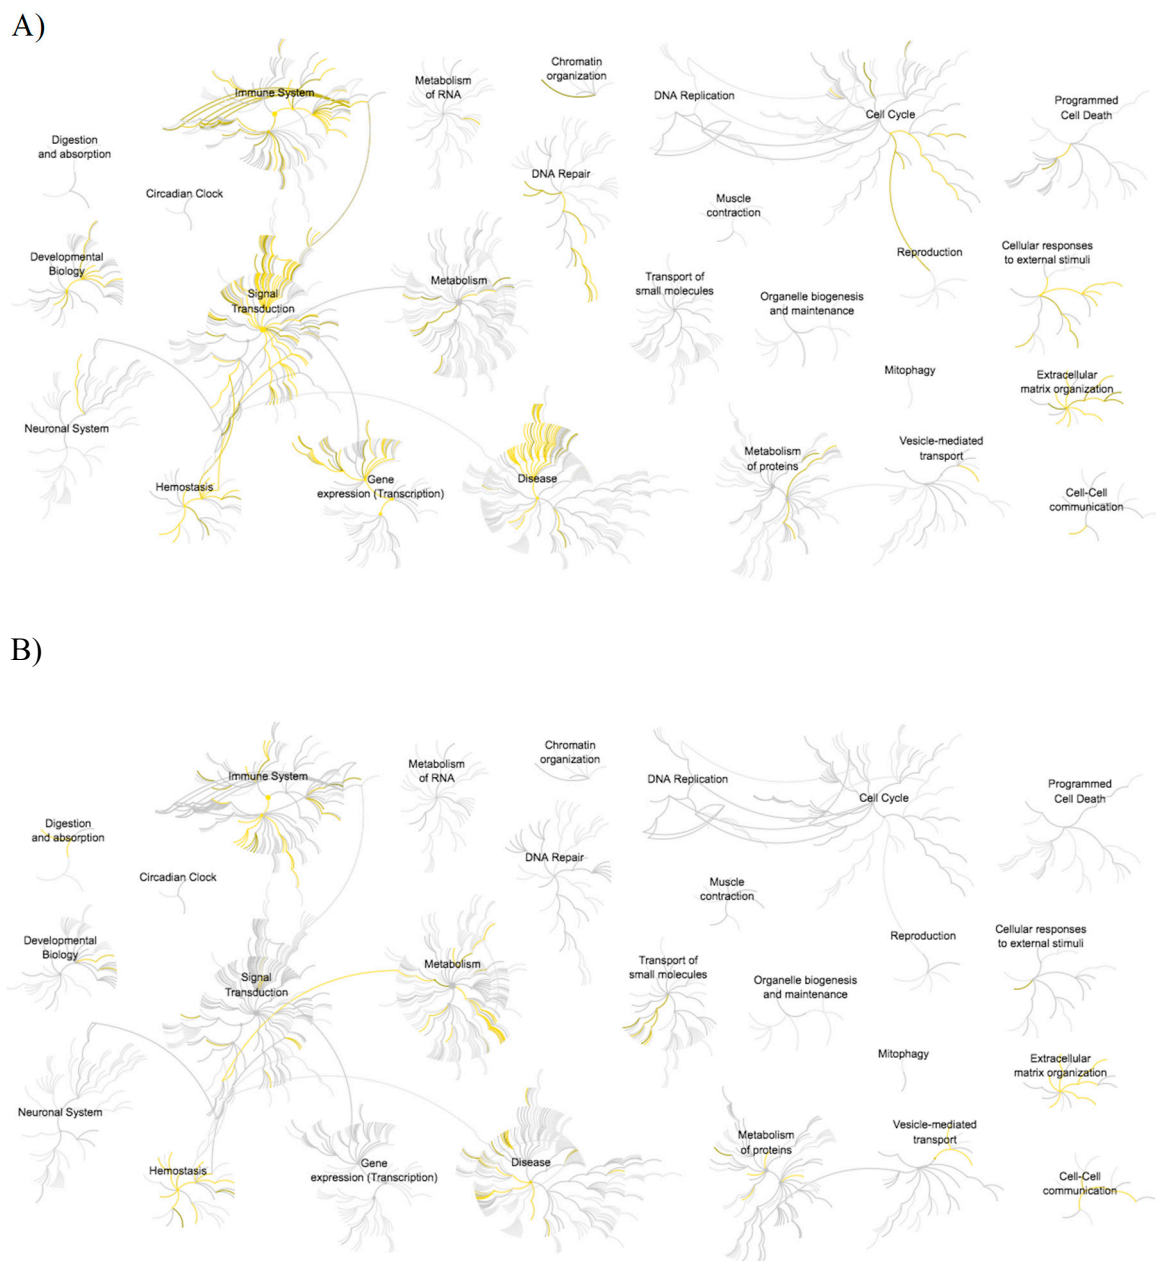 A)
Immune System
Metabolism
of RNA
Chromatin
organization
DNA Replication
Cell Cycle
Programmed
Cell Death
Digestion
and absorption
Circadian Clock
DNA Repair
Muscle
contraction
Developmental
Biology
Signal
Transduction
Metabolism
Transport of
small molecules
Organelle biogenesis
and maintenance
Reproduction
Cellular responses
to external stimuli
Mitophagy
Extracellular
matrix organization
Neuronal System
Hemostasis
Gene
expression (Transcription)
Disease
Metabolism
of proteins
Vesicle-mediated
transport
Cell-Cell
communication
B)
Immune System
Metabolism
of RNA
Chromatin
organization
DNA Replication
Cell Cycle
Programmed
Cell Death
Digestion
and absorption
Circadian Clock
DNA Repair
Muscle
contraction
Developmental
Biology
Signal
Transduction
Metabolism
Transport of
small molecules
Organelle biogenesis
and maintenance
Reproduction
Cellular responses
to external stimuli
Mitophagy
Extracellular
matrix organization
Neuronal System
Hemostasis
Gene
expression (Transcription)
Disease
Metabolism
of proteins
Vesicle-mediated
transport
Cell-Cell
communication